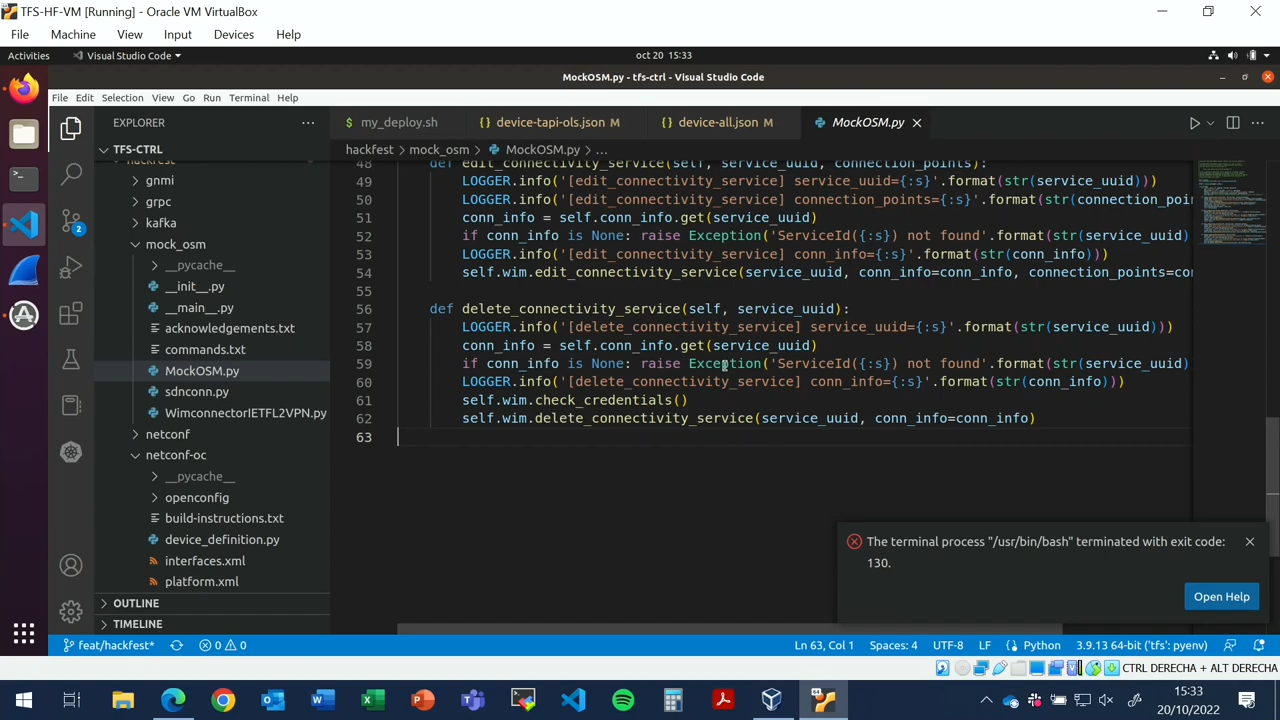 TFS-HF-VM [Running] - Oracle VM VirtualBox
File Machine View Input Devices Help
Activities Visual Studio Code oct 20 15:33
MockOSM.py - tfs-ctrl - Visual Studio Code
File Edit Selection View Go Run Terminal Help
EXPLORER
$ my_deploy.sh {} device-tapi-ols.json M {} device-all.json M MockOSM.py
TFS-CTRL
hackfest > mock_osm > MockOSM.py > ...
hackfest
gnmi
grpc
kafka
mock_osm
__pycache__
__init__.py
__main__.py
acknowledgements.txt
commands.txt
MockOSM.py
sdnconn.py
WimconnectorIETFL2VPN.py
netconf
netconf-oc
__pycache__
openconfig
build-instructions.txt
device_definition.py
interfaces.xml
platform.xml
OUTLINE
TIMELINE
2
48 def edit_connectivity_service(self, service_uuid, connection_points):
49 LOGGER.info('[edit_connectivity_service] service_uuid={:s}'.format(str(service_uuid)))
50 LOGGER.info('[edit_connectivity_service] connection_points={:s}'.format(str(connection_poin
51 conn_info = self.conn_info.get(service_uuid)
52 if conn_info is None: raise Exception('ServiceId({:s}) not found'.format(str(service_uuid)
53 LOGGER.info('[edit_connectivity_service] conn_info={:s}'.format(str(conn_info)))
54 self.wim.edit_connectivity_service(service_uuid, conn_info=conn_info, connection_points=co
55
56 def delete_connectivity_service(self, service_uuid):
57 LOGGER.info('[delete_connectivity_service] service_uuid={:s}'.format(str(service_uuid)))
58 conn_info = self.conn_info.get(service_uuid)
59 if conn_info is None: raise Exception('ServiceId({:s}) not found'.format(str(service_uuid)
60 LOGGER.info('[delete_connectivity_service] conn_info={:s}'.format(str(conn_info)))
61 self.wim.check_credentials()
62 self.wim.delete_connectivity_service(service_uuid, conn_info=conn_info)
63
The terminal process "/usr/bin/bash" terminated with exit code:
130.
Open Help
feat/hackfest* 0 0 Ln 63, Col 1 Spaces: 4 UTF-8 LF {} Python 3.9.13 64-bit ('tfs': pyenv)
CTRL DERECHA + ALT DERECHA
15:33
20/10/2022